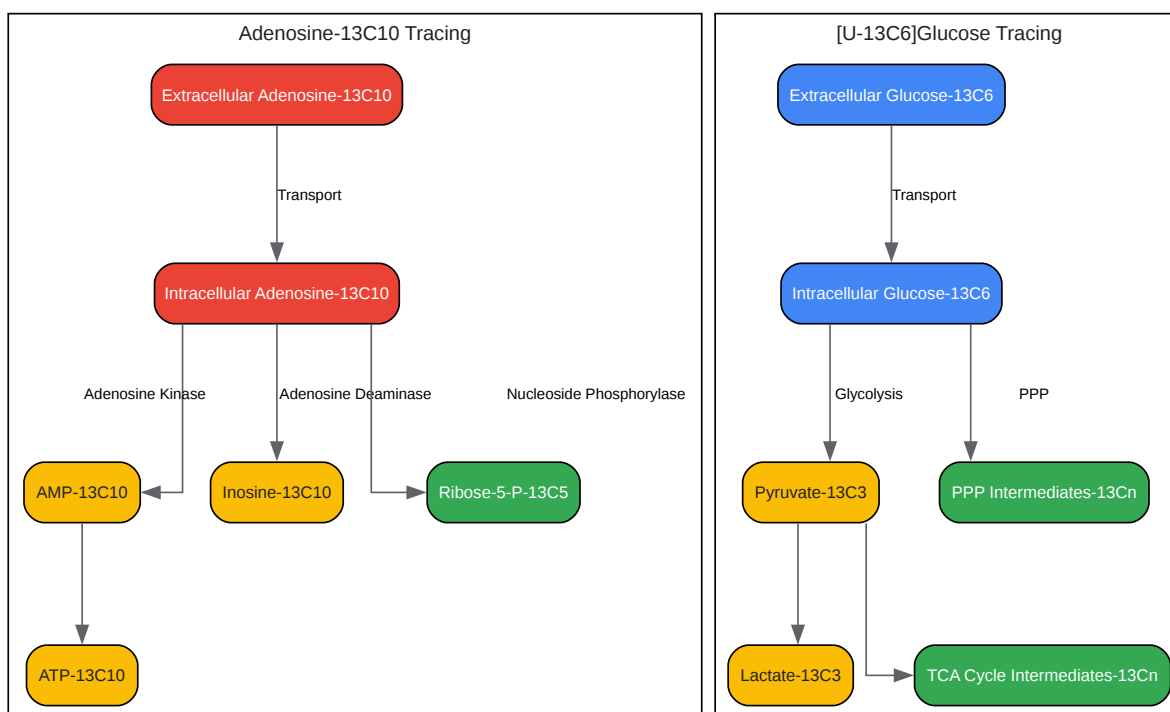 Adenosine-13C10 Tracing
Extracellular Adenosine-13C10
Transport
Intracellular Adenosine-13C10
Adenosine Kinase
Adenosine Deaminase
Nucleoside Phosphorylase
AMP-13C10
Inosine-13C10
Ribose-5-P-13C5
ATP-13C10
[U-13C6]Glucose Tracing
Extracellular Glucose-13C6
Transport
Intracellular Glucose-13C6
Glycolysis
PPP
Pyruvate-13C3
PPP Intermediates-13Cn
Lactate-13C3
TCA Cycle Intermediates-13Cn